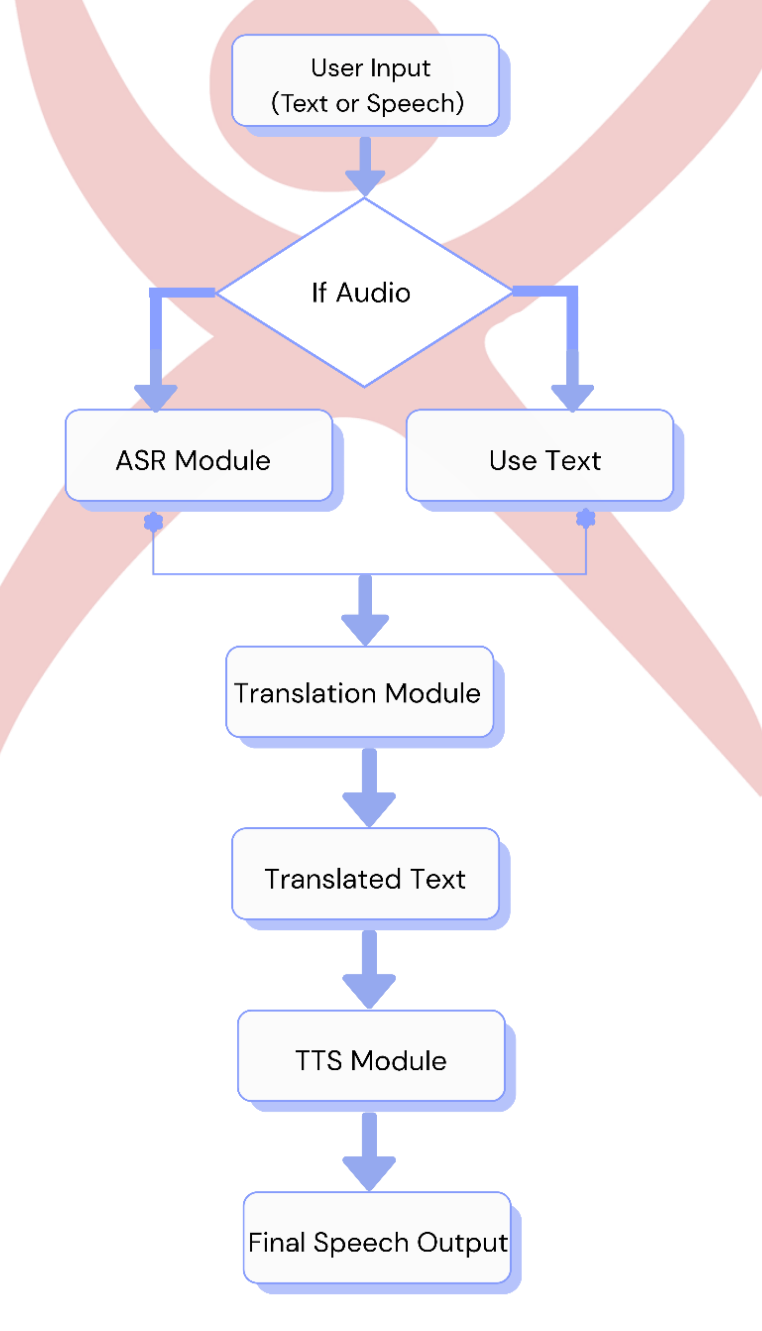 User Input
(Text or Speech)
If Audio
ASR Module
Use Text
Translation Module
Translated Text
TTS Module
Final Speech Output